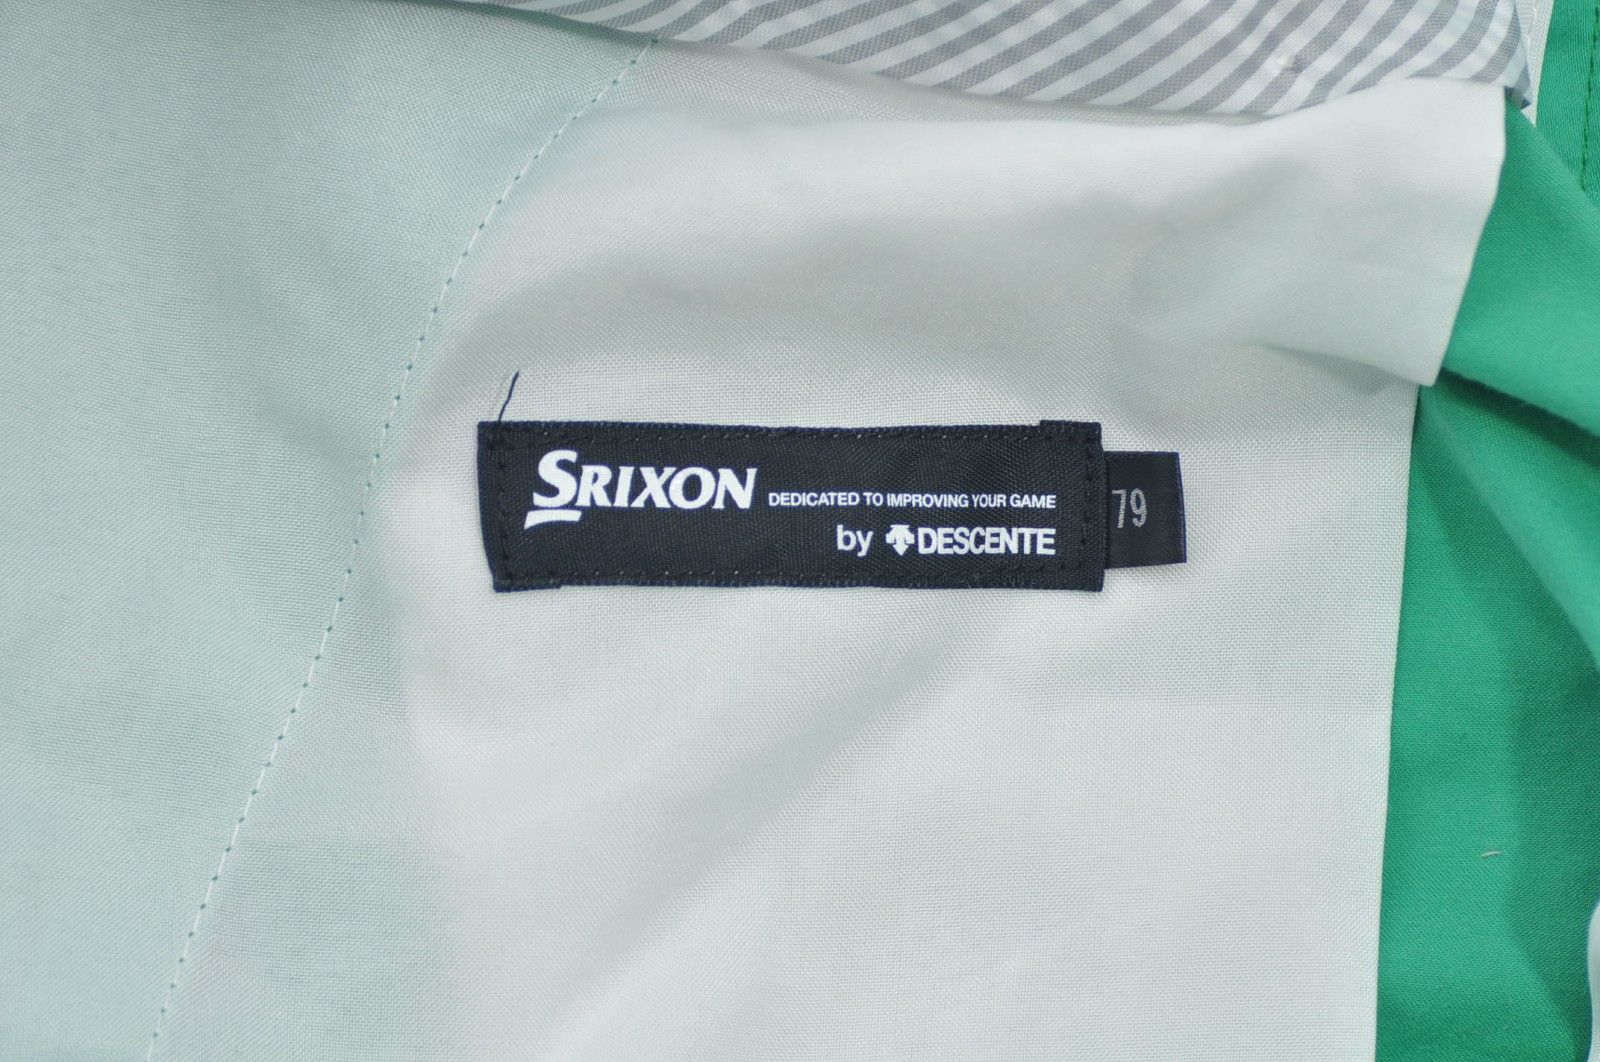 SRIXON DEDICATED TO IMPROVING YOUR GAME
by DESCENTE
79